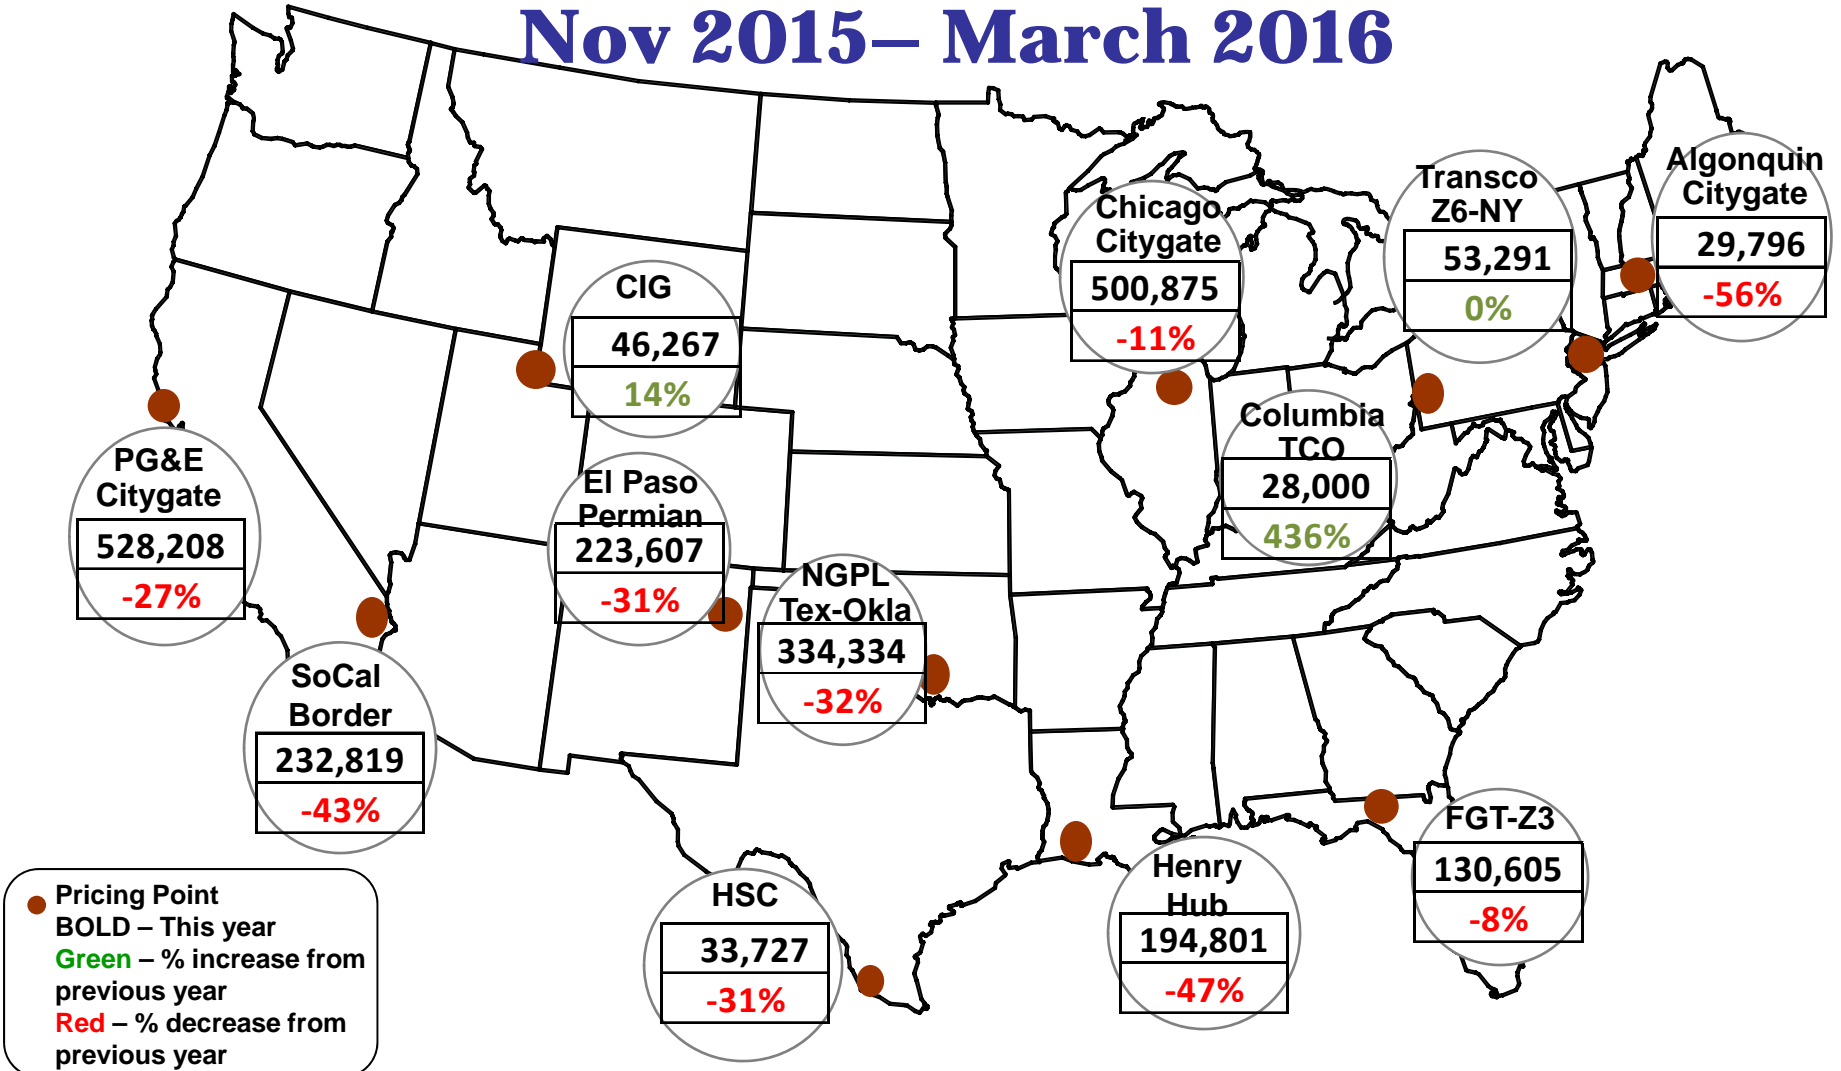 Nov 2015– March 2016
Algonquin
Citygate
29,796
-56%
Transco
Z6-NY
53,291
0%
Chicago
Citygate
500,875
-11%
CIG
46,267
14%
Columbia
TCO
28,000
436%
PG&E
Citygate
528,208
-27%
El Paso
Permian
223,607
-31%
NGPL
Tex-Okla
334,334
-32%
SoCal
Border
232,819
-43%
FGT-Z3
130,605
-8%
Henry
Hub
194,801
-47%
HSC
33,727
-31%
Pricing Point
BOLD – This year
Green – % increase from
previous year
Red – % decrease from
previous year